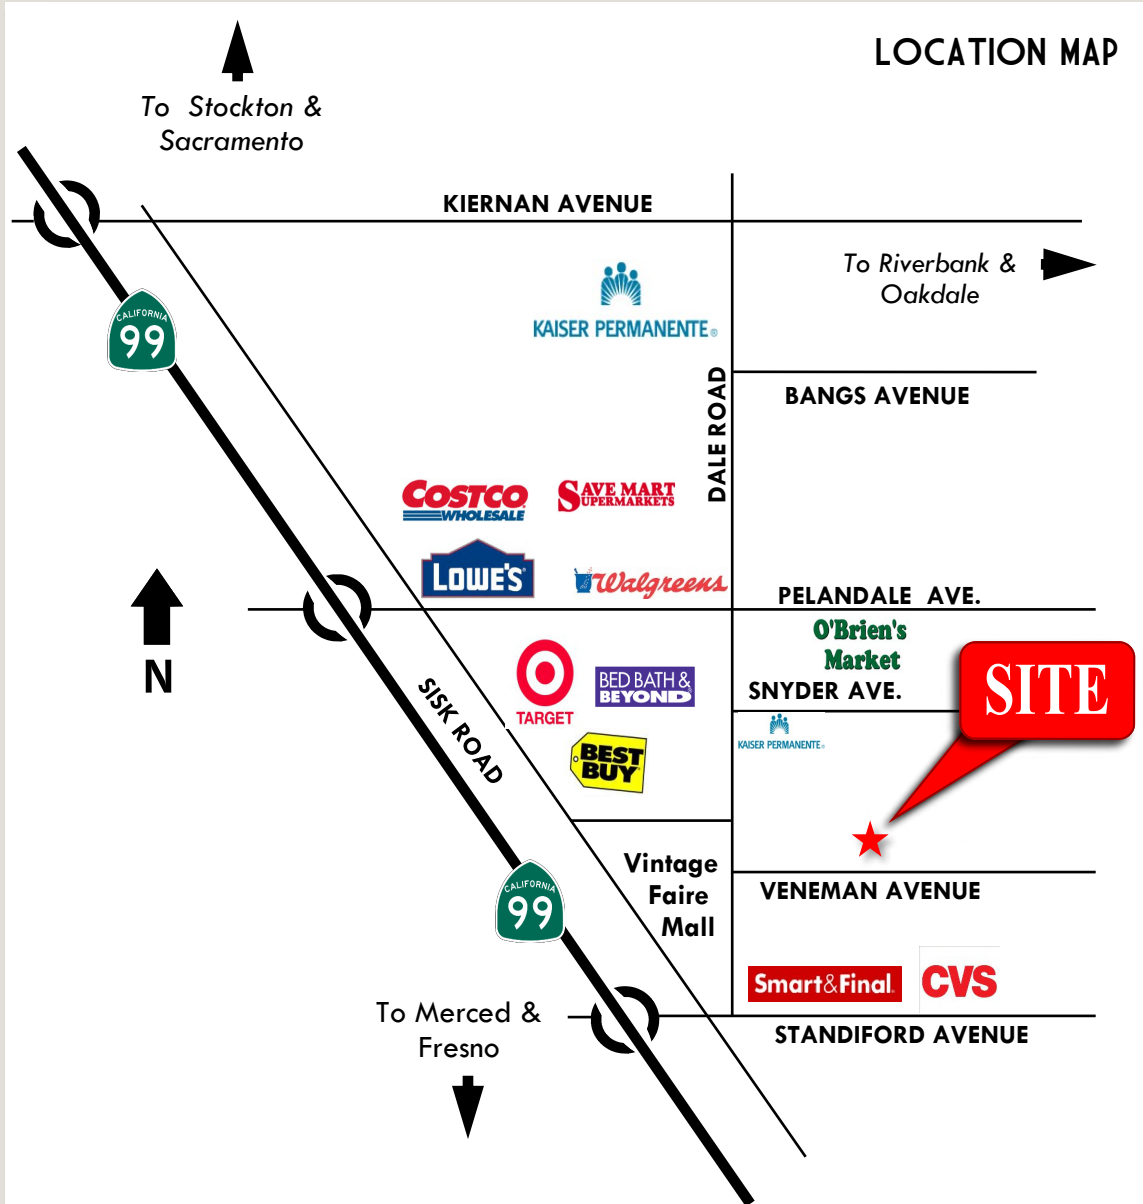 LOCATION MAP
To Stockton &
Sacramento
KIERNAN AVENUE
To Riverbank &
Oakdale
KAISER PERMANENTE®
CALIFORNIA
99
DALE ROAD
BANGS AVENUE
COSTCO
WHOLESALE
SAVE MART
SUPERMARKETS
LOWE'S
Walgreens
PELANDALE AVE.
O'Brien's
Market
SNYDER AVE.
SITE
N
SISK ROAD
TARGET
BED BATH &
BEYOND
KAISER PERMANENTE®
BEST
BUY
Vintage
Faire
Mall
CALIFORNIA
99
VENEMAN AVENUE
Smart&Final.
CVS
To Merced &
Fresno
STANDIFORD AVENUE